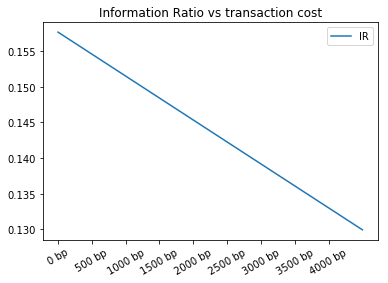 Information Ratio vs transaction cost
IR
0.155
0.150
0.145
0.140
0.135
0.130
0 bp
500 bp
1000 bp
1500 bp
2000 bp
2500 bp
3000 bp
3500 bp
4000 bp